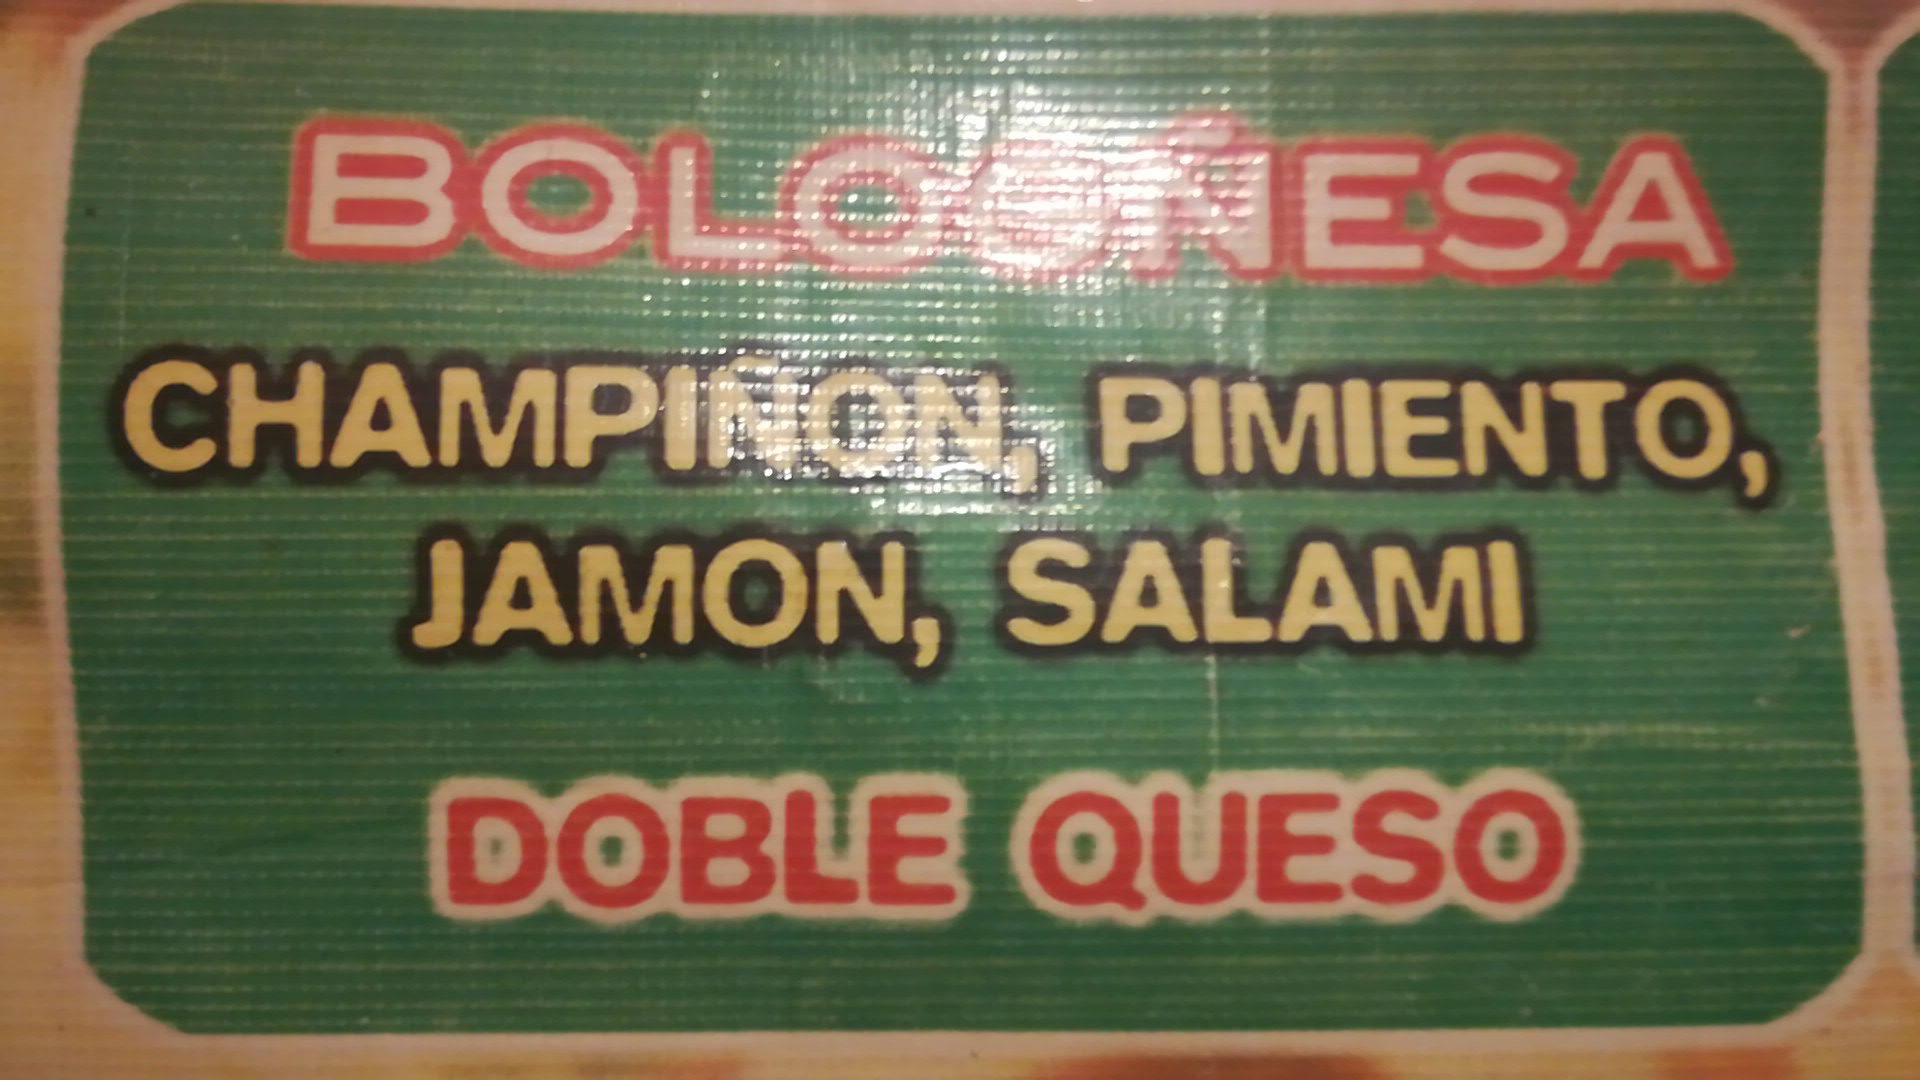 BOLOGÑESA
CHAMPIÑON, PIMIENTO,
JAMON, SALAMI
DOBLE QUESO